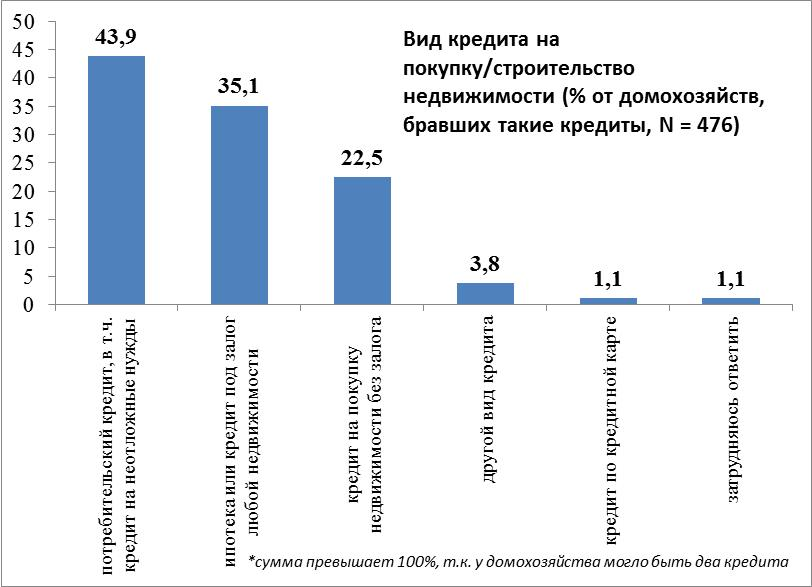 Вид кредита на
покупку/строительство
недвижимости (% от домохозяйств,
бравших такие кредиты, N = 476)
50
45
40
35
30
25
20
15
10
5
0
43,9
35,1
22,5
3,8
1,1
1,1
потребительский кредит, в т.ч.
кредит на неотложные нужды
ипотека или кредит под залог
любой недвижимости
кредит на покупку
недвижимости без залога
другой вид кредита
кредит по кредитной карте
затрудняюсь ответить
*сумма превышает 100%, т.к. у домохозяйства могло быть два кредита